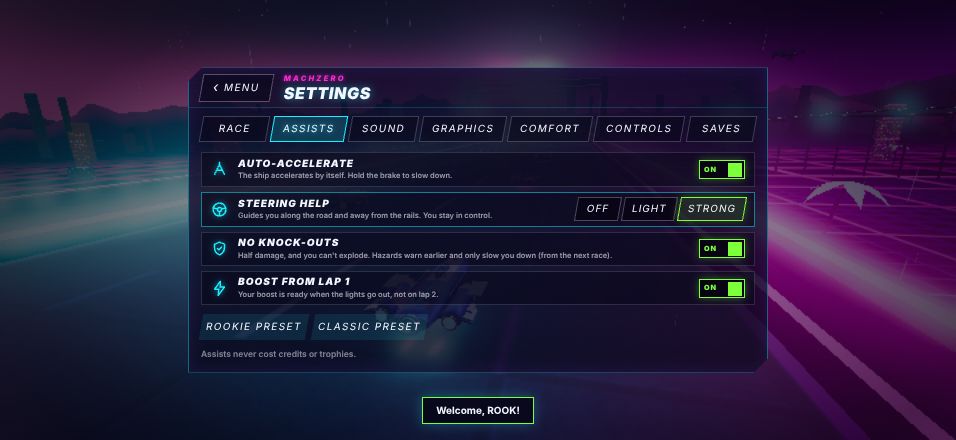 ‹ MENU
MACHZERO
SETTINGS
RACE ASSISTS SOUND GRAPHICS COMFORT CONTROLS SAVES
AUTO-ACCELERATE
The ship accelerates by itself. Hold the brake to slow down.
ON
STEERING HELP
Guides you along the road and away from the rails. You stay in control.
OFF LIGHT STRONG
NO KNOCK-OUTS
Half damage, and you can't explode. Hazards warn earlier and only slow you down (from the next race).
ON
BOOST FROM LAP 1
Your boost is ready when the lights go out, not on lap 2.
ON
ROOKIE PRESET CLASSIC PRESET
Assists never cost credits or trophies.
Welcome, ROOK!